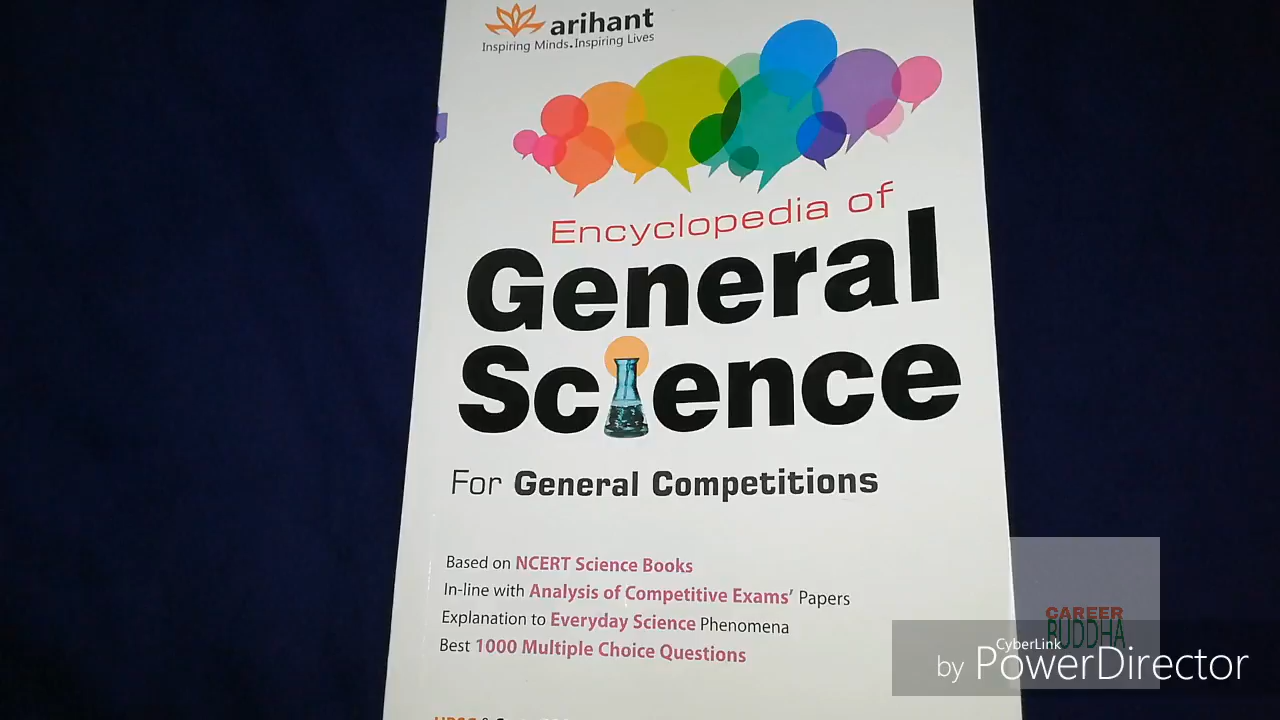 arihant
Inspiring Minds.Inspiring Lives
Encyclopedia of
General
Science
For General Competitions
Based on NCERT Science Books
In-line with Analysis of Competitive Exams' Papers
Explanation to Everyday Science Phenomena
Best 1000 Multiple Choice Questions
CAREER
BUDDHA
CyberLink
by PowerDirector